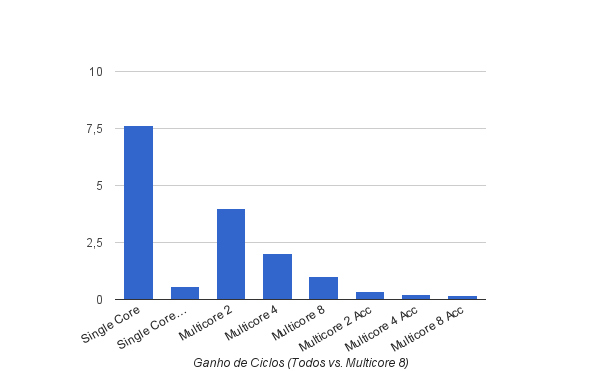 10
7,5
5
2,5
0
Single Core
Single Core...
Multicore 2
Multicore 4
Multicore 8
Multicore 2 Acc
Multicore 4 Acc
Multicore 8 Acc
Ganho de Ciclos (Todos vs. Multicore 8)